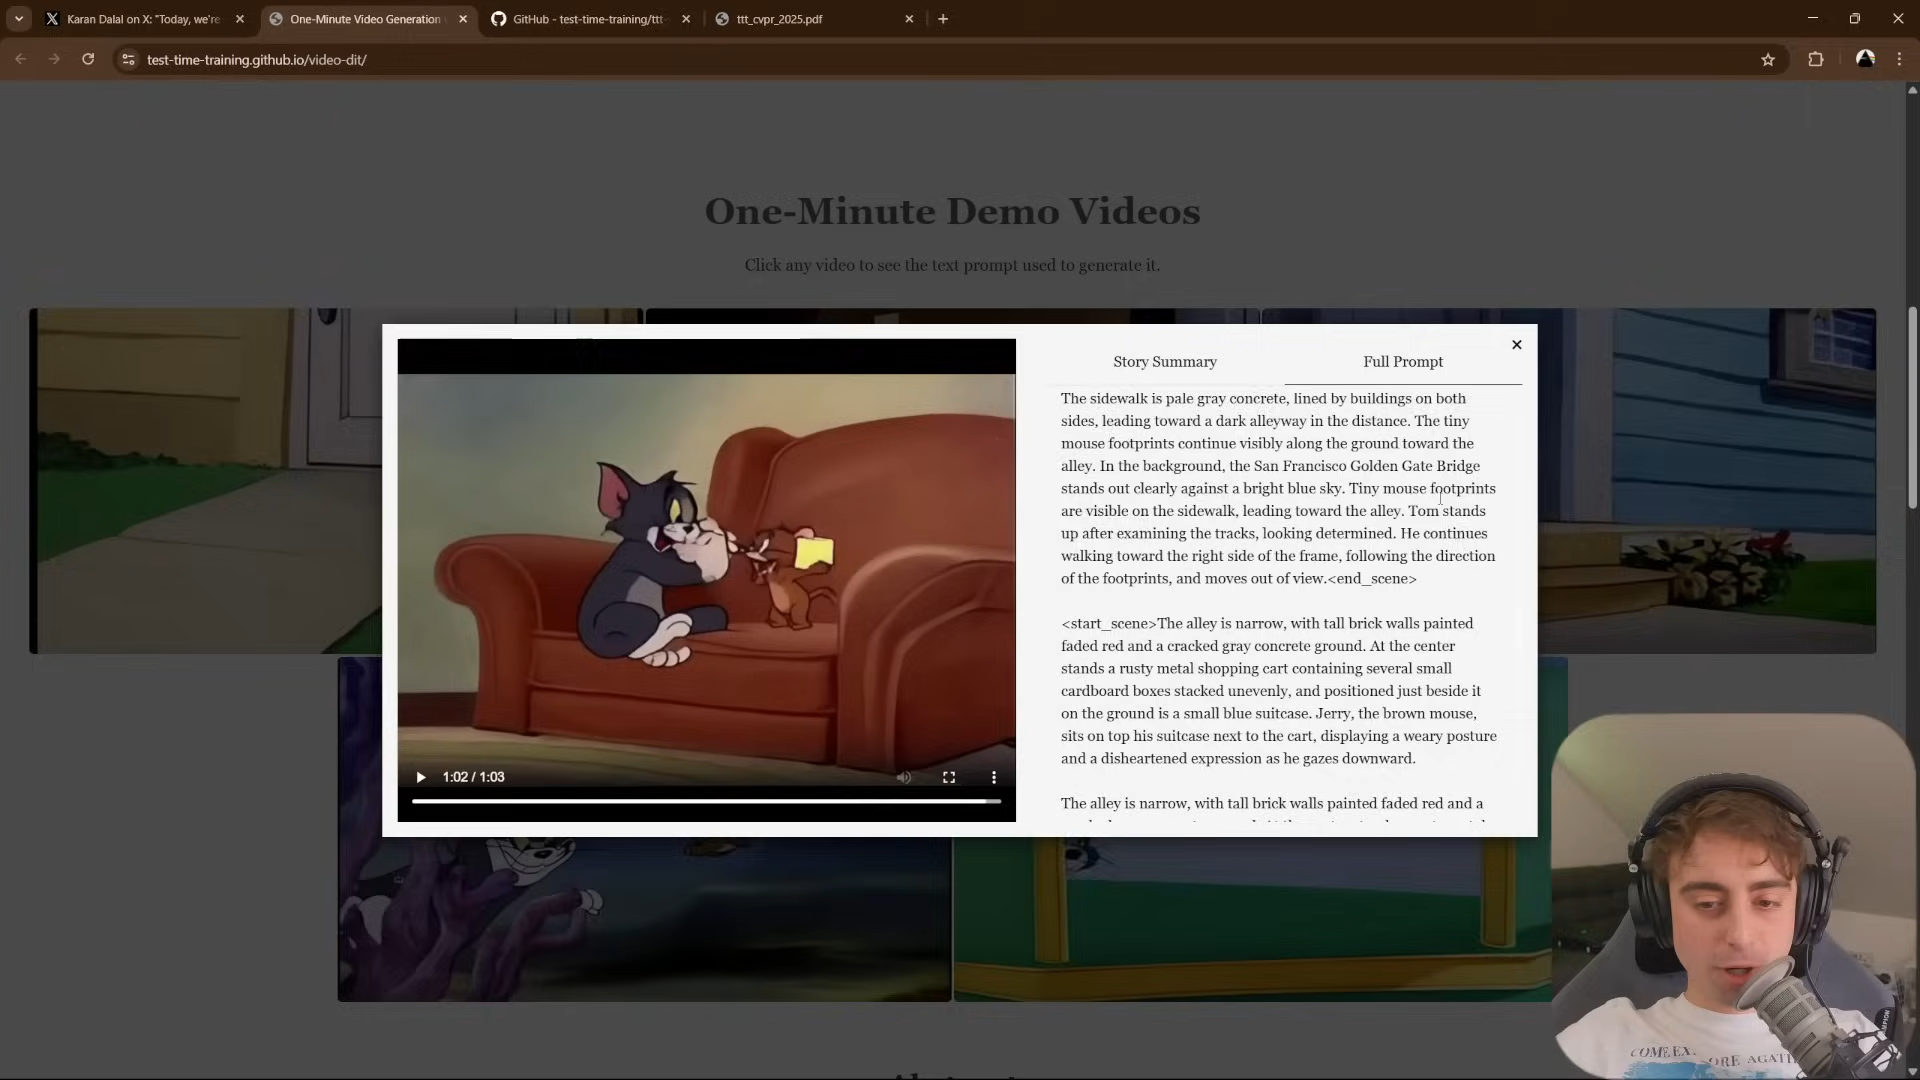 Karan Dalal on X: "Today, we're
One-Minute Video Generation
GitHub - test-time-training/ttt-
ttt_cvpr_2025.pdf
test-time-training.github.io/video-dit/
One-Minute Demo Videos
Click any video to see the text prompt used to generate it.
Story Summary
Full Prompt
The sidewalk is pale gray concrete, lined by buildings on both
sides, leading toward a dark alleyway in the distance. The tiny
mouse footprints continue visibly along the ground toward the
alley. In the background, the San Francisco Golden Gate Bridge
stands out clearly against a bright blue sky. Tiny mouse footprints
are visible on the sidewalk, leading toward the alley. Tom stands
up after examining the tracks, looking determined. He continues
walking toward the right side of the frame, following the direction
of the footprints, and moves out of view.<end_scene>
<start_scene>The alley is narrow, with tall brick walls painted
faded red and a cracked gray concrete ground. At the center
stands a rusty metal shopping cart containing several small
cardboard boxes stacked unevenly, and positioned just beside it
on the ground is a small blue suitcase. Jerry, the brown mouse,
sits on top his suitcase next to the cart, displaying a weary posture
and a disheartened expression as he gazes downward.
The alley is narrow, with tall brick walls painted faded red and a
1:02 / 1:03
CHAMPION
ORE AGAIN